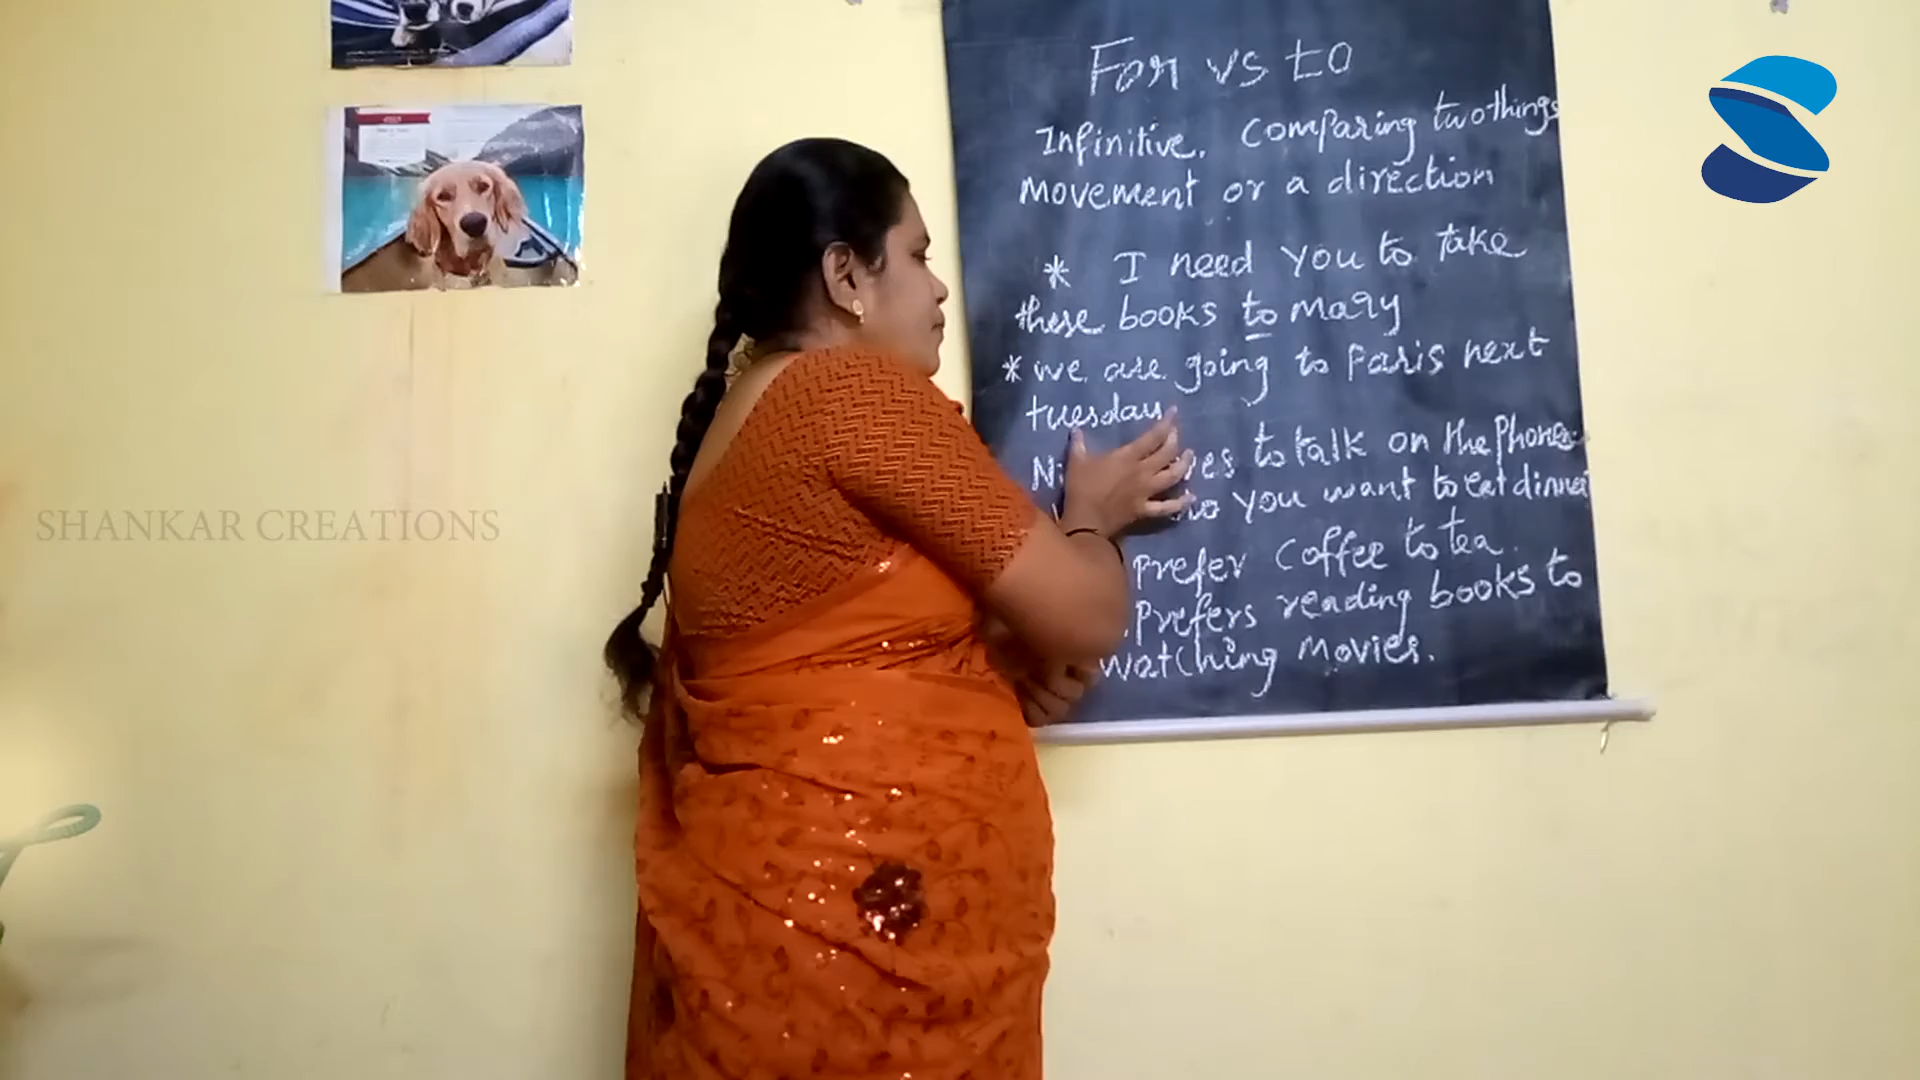 For vs to
Infinitive. Comparing two things
movement or a direction
* I need you to take
these books to Mary
* we are going to Paris next
tuesday
to talk on the Phone.
you want to eat dinner
prefer coffee to tea.
prefers reading books to
watching movies.
SHANKAR CREATIONS